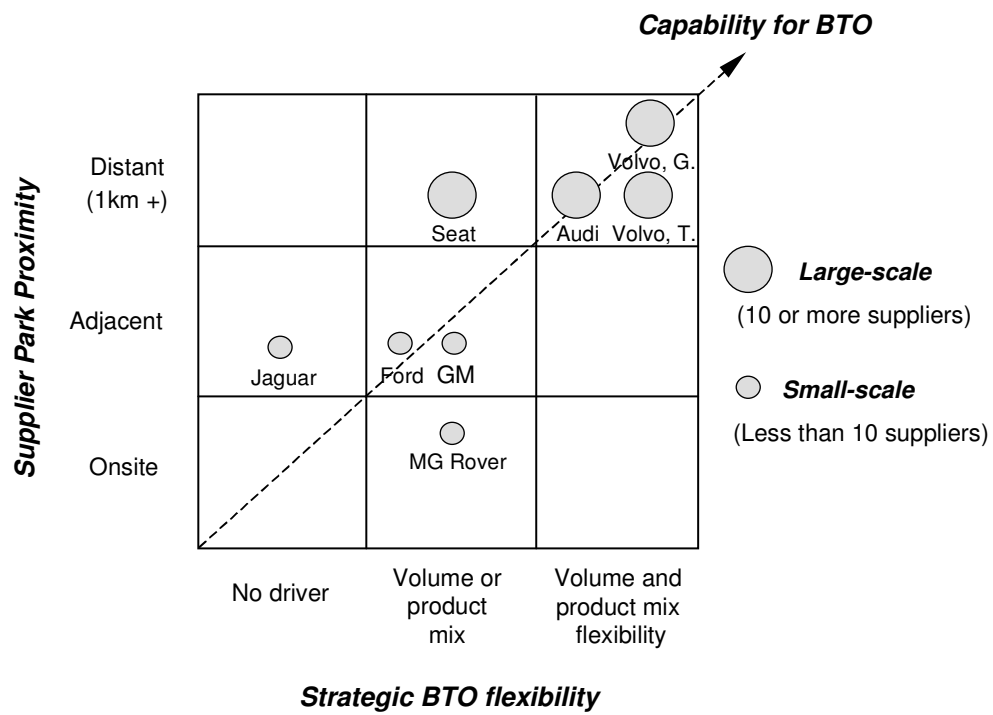 Capability for BTO
Supplier Park Proximity
Distant
(1km +)
Volvo, G.
Seat
Audi
Volvo, T.
Adjacent
Jaguar
Ford
GM
Onsite
MG Rover
Large-scale
(10 or more suppliers)
Small-scale
(Less than 10 suppliers)
No driver
Volume or
product
mix
Volume and
product mix
flexibility
Strategic BTO flexibility